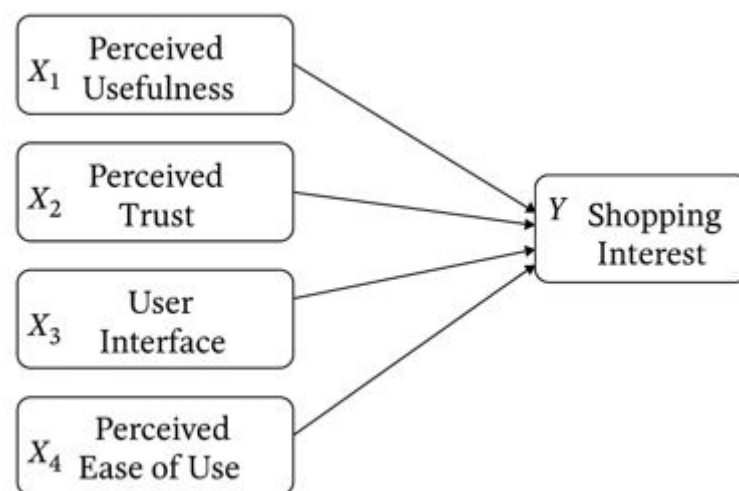 X₁ Perceived
Usefulness
X₂ Perceived
Trust
X₃ User
Interface
X₄ Perceived
Ease of Use
Y Shopping
Interest